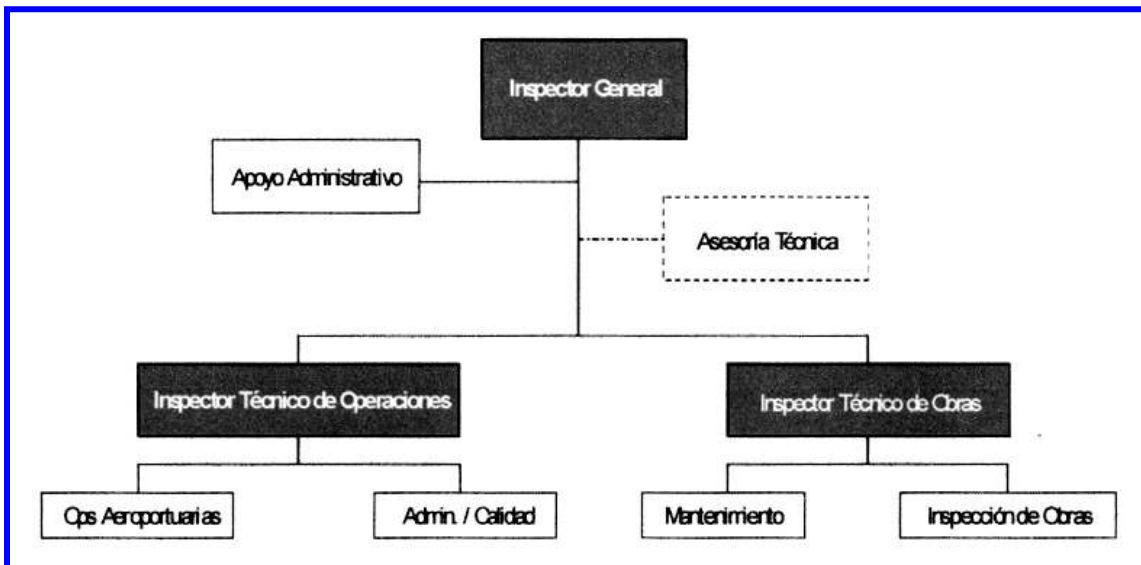 Inspector General
Apoyo Administrativo
Asesoría Técnica
Inspector Técnico de Operaciones
Inspector Técnico de Obras
Ops Aeroportuarias
Admin. / Calidad
Mantenimiento
Inspección de Obras